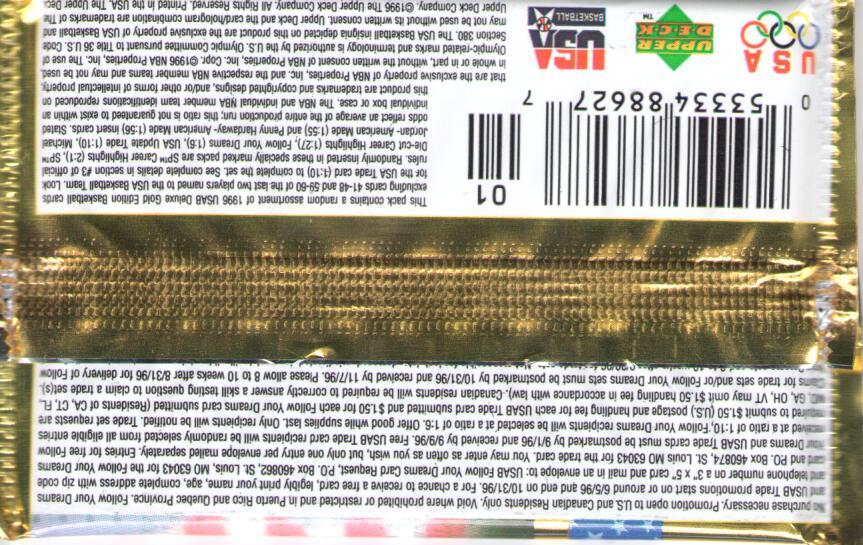 No purchase necessary. Promotion open to U.S. and Canadian Residents only. Void where prohibited or restricted and in Puerto Rico and Quebec Province. Follow Your Dreams
and USAB Trade promotions start on or around 6/5/96 and end on 10/31/96. For a chance to receive a free card, legibly print your name, age, complete address with zip code
and telephone number on a 3" x 5" card and mail in an envelope to: USAB Follow Your Dreams Card Request, P.O. Box 460862, St. Louis, MO 63043 for the Follow Your Dreams
card and P.O. Box 460874, St. Louis MO 63043 for the trade card. You may enter as often as you wish, but only one entry per envelope mailed separately. Entries for free Follow
Your Dreams and USAB Trade cards must be postmarked by 9/1/96 and received by 9/9/96. Free USAB Trade card recipients will be randomly selected from all eligible entries
received at a ratio of 1:10, Follow Your Dreams recipients will be selected at a ratio of 1:6. Offer good while supplies last. Only recipients will be notified. Trade set requests are
required to submit $1.50 (U.S.) postage and handling fee for each USAB Trade card submitted and $1.50 for each Follow Your Dreams card submitted (Residents of CA, CT, FL,
GA, OH, VT may omit $1.50 handling fee in accordance with law). Canadian residents will be required to correctly answer a skill testing question to claim a trade set(s).
Claims for trade sets and/or Follow Your Dreams sets must be postmarked by 10/31/96 and received by 11/7/96. Please allow 8 to 10 weeks after 8/31/96 for delivery of Follow
This pack contains a random assortment of 1996 USAB Deluxe Gold Edition Basketball cards
excluding cards 41-48 and 59-60 of the last two players named to the USA Basketball Team. Look
for the USA Trade card (1:10) to complete the set. See complete details in section #3 of official
rules. Randomly inserted in these specially marked packs are SP™ Career Highlights (2:1), SP™
Die-cut Career Highlights (1:27), Follow Your Dreams (1:6), USA Update Trade (1:10), Michael
Jordan- American Made (1:55) and Penny Hardaway- American Made (1:56) insert cards. Stated
odds reflect an average of the entire production run; this ratio is not guaranteed to exist within an
individual box or case. The NBA and individual NBA member team identifications reproduced on
this product are trademarks and copyrighted designs, and/or other forms of intellectual property,
that are the exclusive property of NBA Properties, Inc. and the respective NBA member teams and may not be used,
in whole or in part, without the written consent of NBA Properties, Inc. Copr. ©1996 NBA Properties, Inc. The use of
Olympic-related marks and terminology is authorized by the U.S. Olympic Committee pursuant to Title 36 U.S. Code
Section 380. The USA Basketball insignia depicted on this product are the exclusive property of USA Basketball and
may not be used without its written consent. Upper Deck and the card/hologram combination are trademarks of The
Upper Deck Company. ©1996 The Upper Deck Company. All Rights Reserved. Printed in the USA. The Upper Deck
01
0 53334 88627 7
USA
UPPER
DECK
™
USA
BASKETBALL